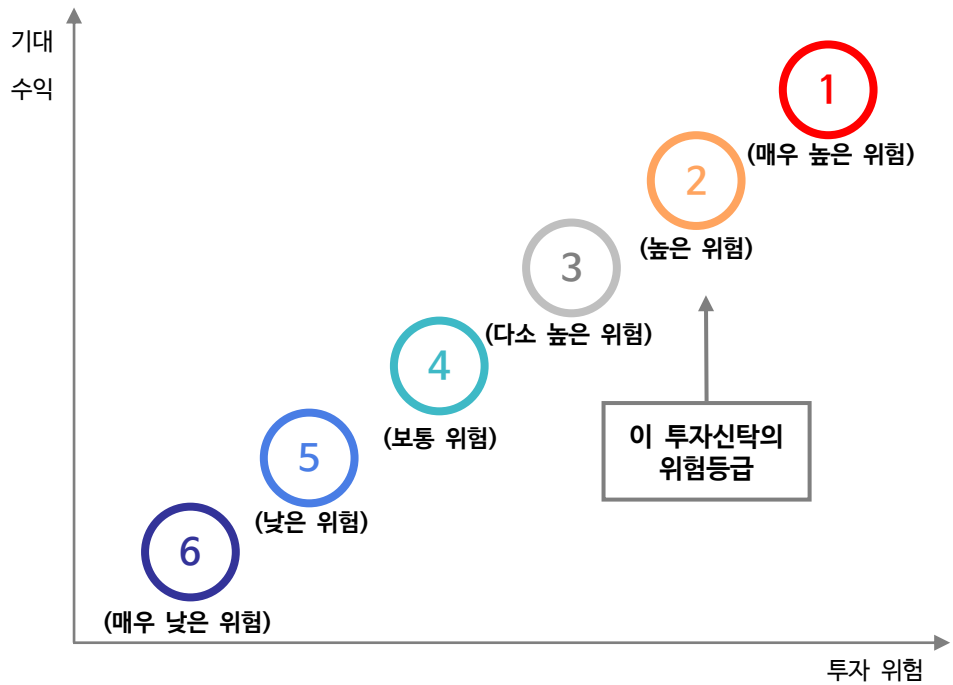 기대
수익
1
(매우 높은 위험)
2
(높은 위험)
3
(다소 높은 위험)
4
(보통 위험)
이 투자신탁의
위험등급
5
(낮은 위험)
6
(매우 낮은 위험)
투자 위험